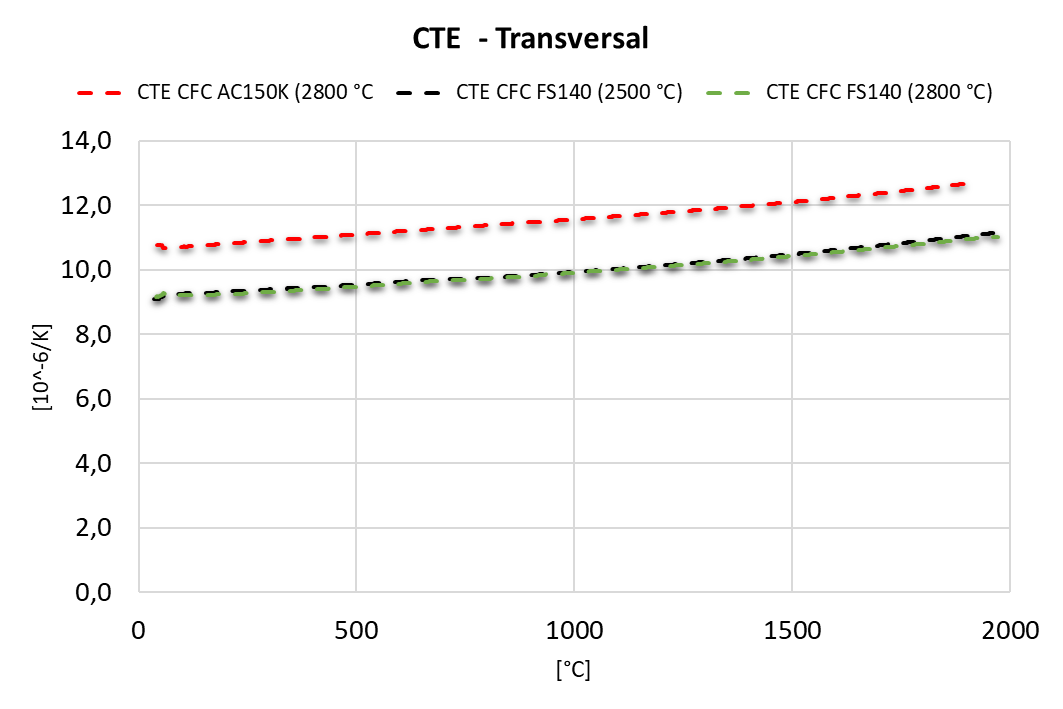 CTE - Transversal
CTE CFC AC150K (2800 °C CTE CFC FS140 (2500 °C) CTE CFC FS140 (2800 °C)
14,0
12,0
10,0
8,0
6,0
4,0
2,0
0,0
[10^-6/K]
0 500 1000 1500 2000
[°C]